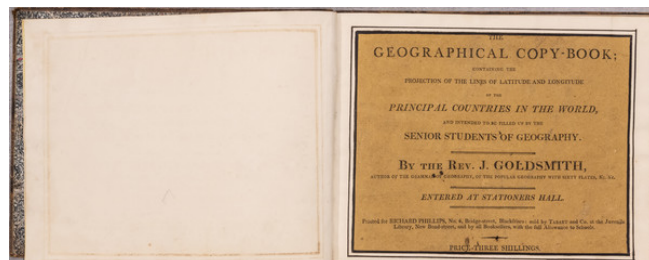 THE
GEOGRAPHICAL COPY-BOOK;
CONTAINING THE
PROJECTION OF THE LINES OF LATITUDE AND LONGITUDE
OF THE
PRINCIPAL COUNTRIES IN THE WORLD,
AND INTENDED TO BE FILLED UP BY THE
SENIOR STUDENTS OF GEOGRAPHY.
BY THE REV. J. GOLDSMITH,
AUTHOR OF THE GRAMMAR OF GEOGRAPHY, OF THE POPULAR GEOGRAPHY WITH SIXTY PLATES, &c. &c.
ENTERED AT STATIONERS HALL.
Printed for RICHARD PHILLIPS, No. 6, Bridge-street, Blackfriars; sold by TABART and Co. at the Juvenile
Library, New Bond-street, and by all Booksellers, with the full Allowance to Schools.
PRICE THREE SHILLINGS.